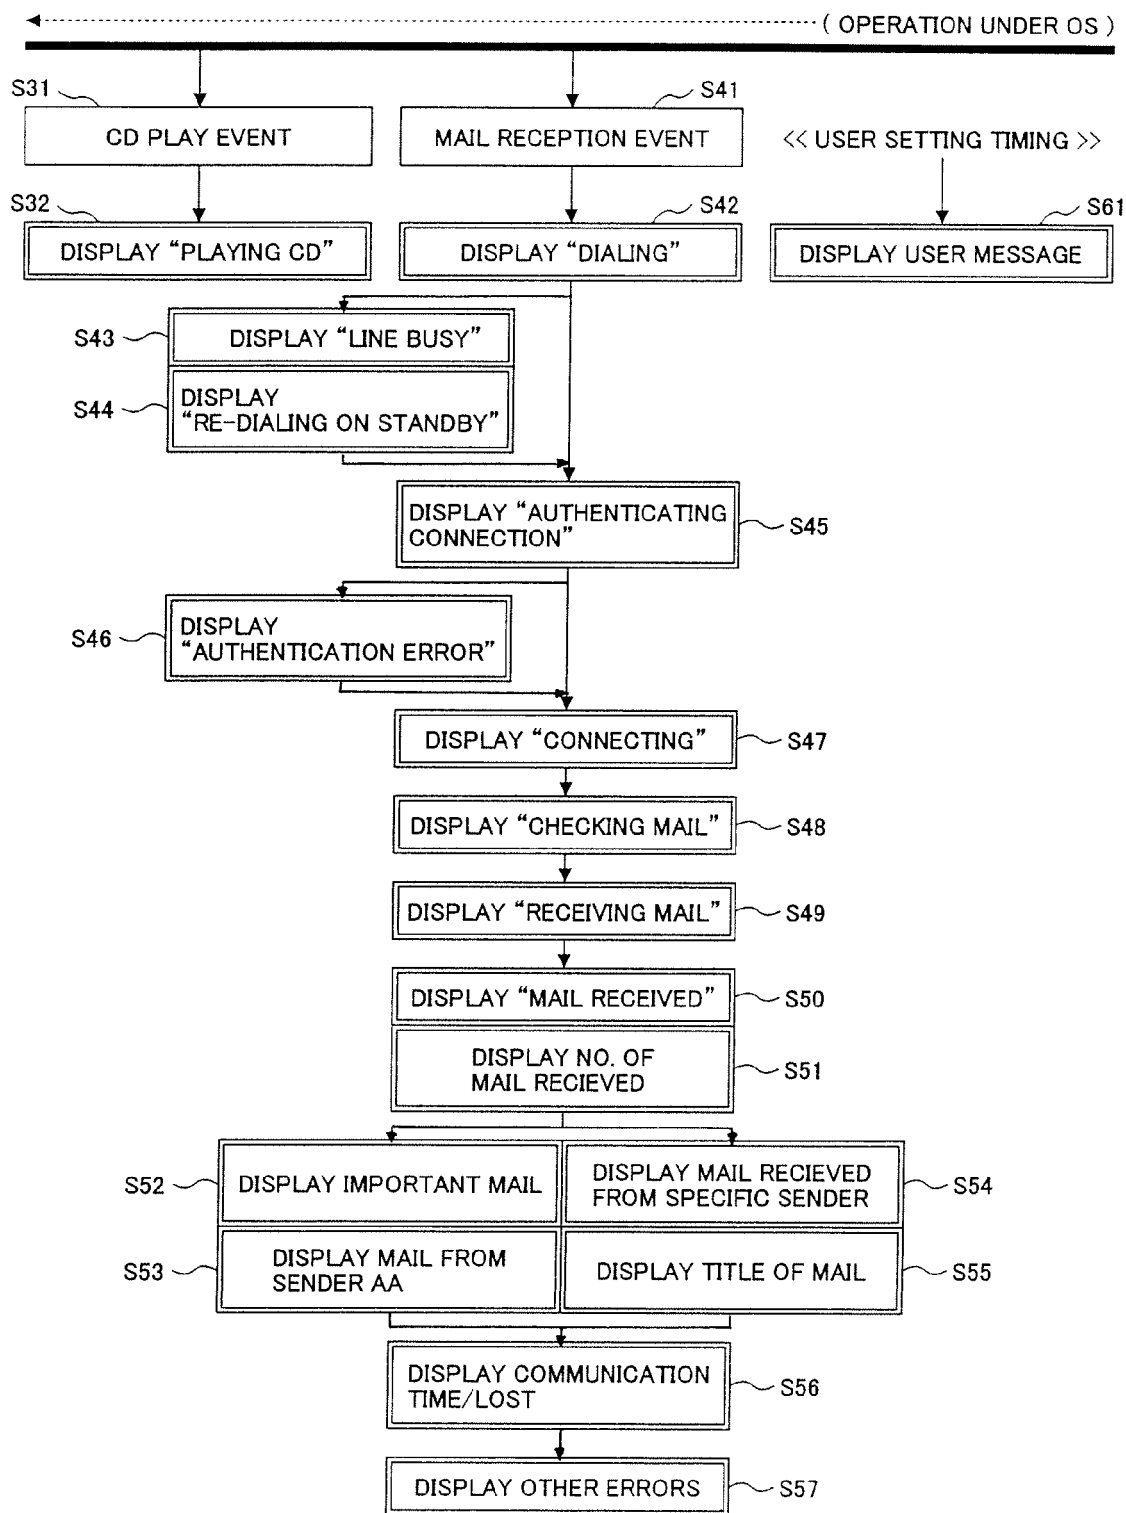 ( OPERATION UNDER OS )
S31
S41
CD PLAY EVENT
MAIL RECEPTION EVENT
<< USER SETTING TIMING >>
S32
S42
S61
DISPLAY “PLAYING CD”
DISPLAY “DIALING”
DISPLAY USER MESSAGE
S43
DISPLAY “LINE BUSY”
S44
DISPLAY
“RE-DIALING ON STANDBY”
DISPLAY “AUTHENTICATING
CONNECTION”
S45
S46
DISPLAY
“AUTHENTICATION ERROR”
DISPLAY “CONNECTING”
S47
DISPLAY “CHECKING MAIL”
S48
DISPLAY “RECEIVING MAIL”
S49
DISPLAY “MAIL RECEIVED”
S50
DISPLAY NO. OF
MAIL RECIEVED
S51
S52
DISPLAY IMPORTANT MAIL
DISPLAY MAIL RECIEVED
FROM SPECIFIC SENDER
S54
S53
DISPLAY MAIL FROM
SENDER AA
DISPLAY TITLE OF MAIL
S55
DISPLAY COMMUNICATION
TIME/LOST
S56
DISPLAY OTHER ERRORS
S57